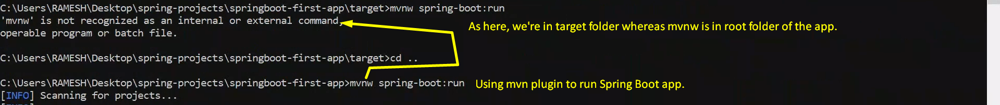 C:\Users\RAMESH\Desktop\spring-projects\springboot-first-app\target>mvnw spring-boot:run
'mvnw' is not recognized as an internal or external command,
As here, we're in target folder whereas mvnw is in root folder of the app.
operable program or batch file.
C:\Users\RAMESH\Desktop\spring-projects\springboot-first-app\target>cd ..
C:\Users\RAMESH\Desktop\spring-projects\springboot-first-app>mvnw spring-boot:run
Using mvn plugin to run Spring Boot app.
[INFO] Scanning for projects...